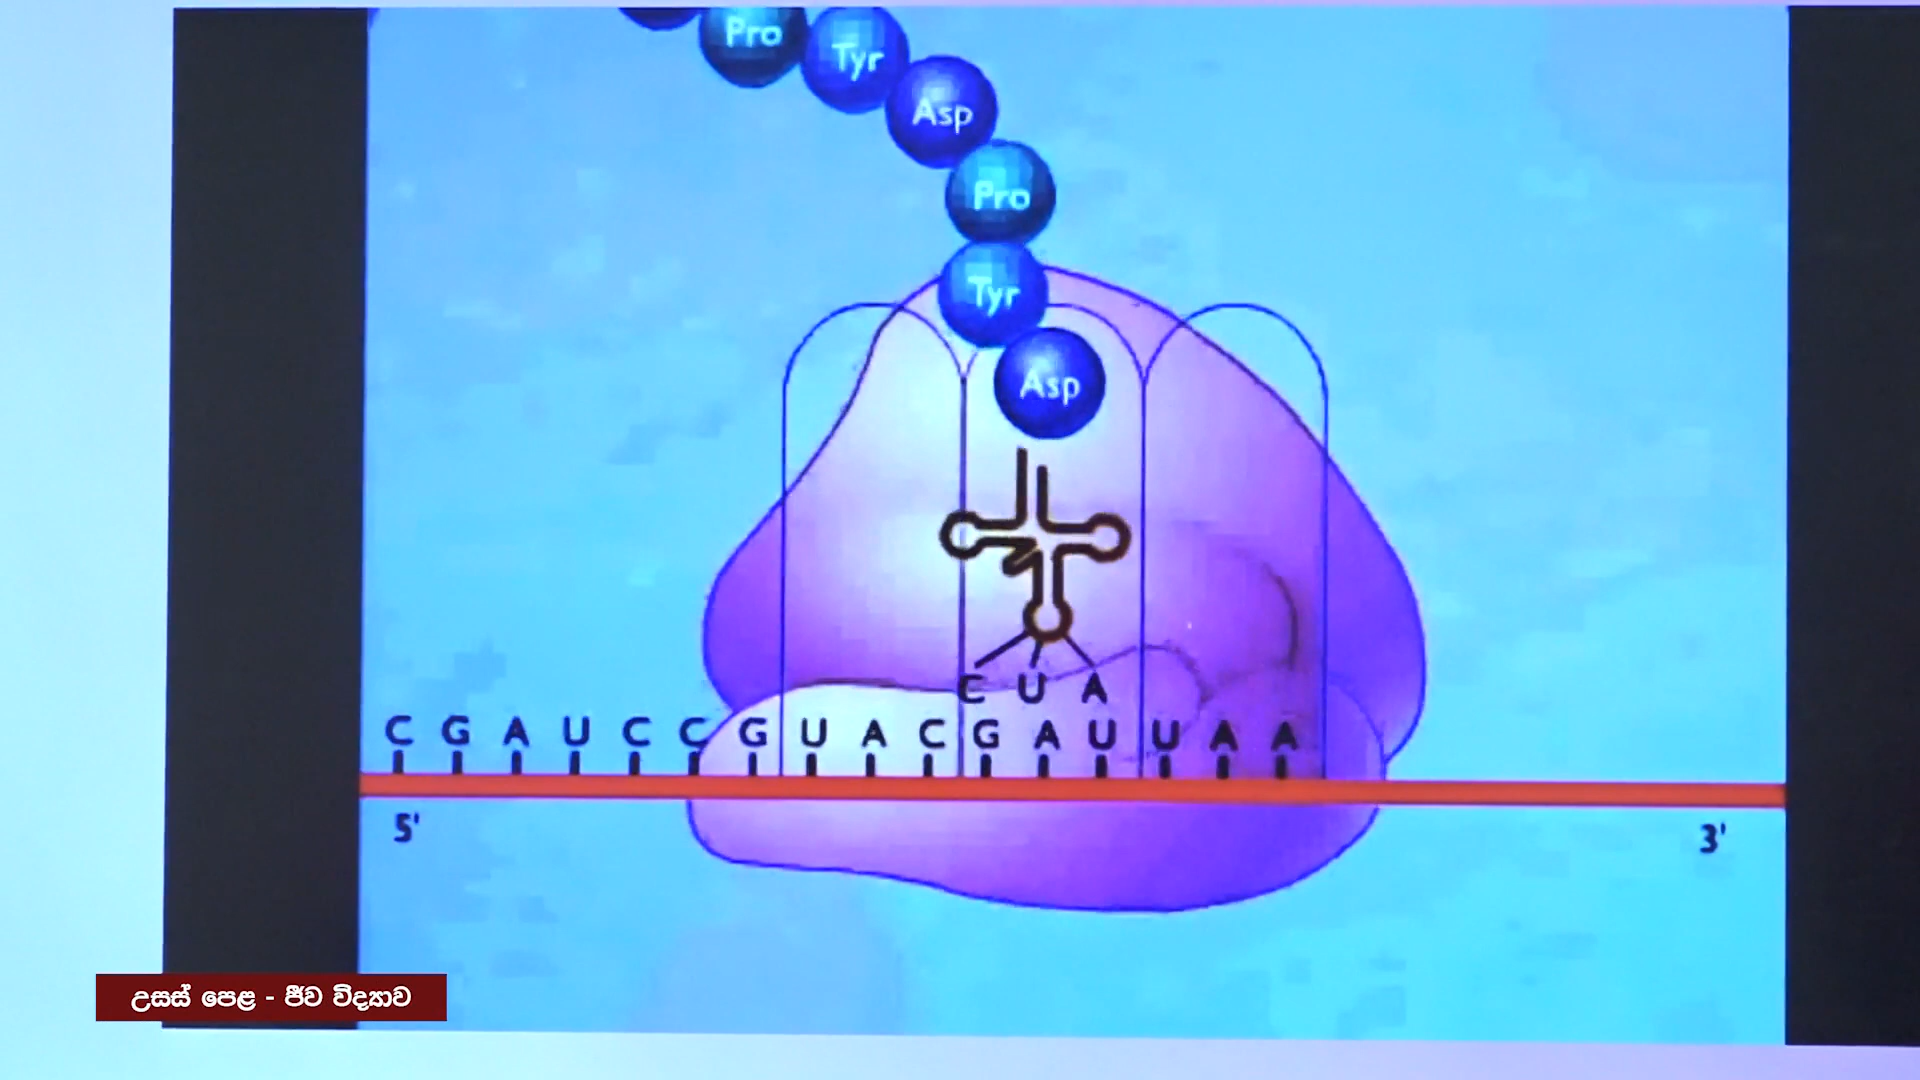 Pro
Tyr
Asp
Pro
Tyr
Asp
C U A
C G A U C C G U A C G A U U A A
5'
3'
උසස් පෙළ - ජීව විද්‍යාව